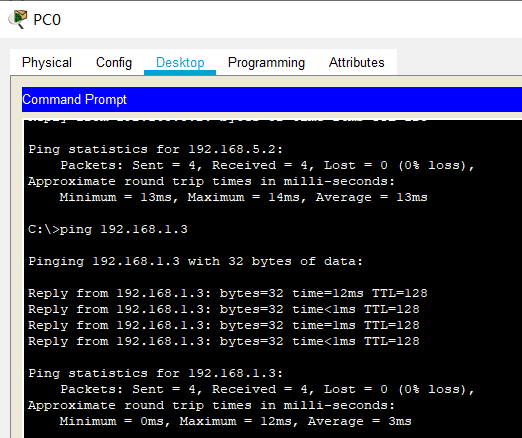 PC0
Physical Config Desktop Programming Attributes
Command Prompt
Ping statistics for 192.168.5.2:
Packets: Sent = 4, Received = 4, Lost = 0 (0% loss),
Approximate round trip times in milli-seconds:
Minimum = 13ms, Maximum = 14ms, Average = 13ms
C:\>ping 192.168.1.3
Pinging 192.168.1.3 with 32 bytes of data:
Reply from 192.168.1.3: bytes=32 time=12ms TTL=128
Reply from 192.168.1.3: bytes=32 time<1ms TTL=128
Reply from 192.168.1.3: bytes=32 time=1ms TTL=128
Reply from 192.168.1.3: bytes=32 time<1ms TTL=128
Ping statistics for 192.168.1.3:
Packets: Sent = 4, Received = 4, Lost = 0 (0% loss),
Approximate round trip times in milli-seconds:
Minimum = 0ms, Maximum = 12ms, Average = 3ms